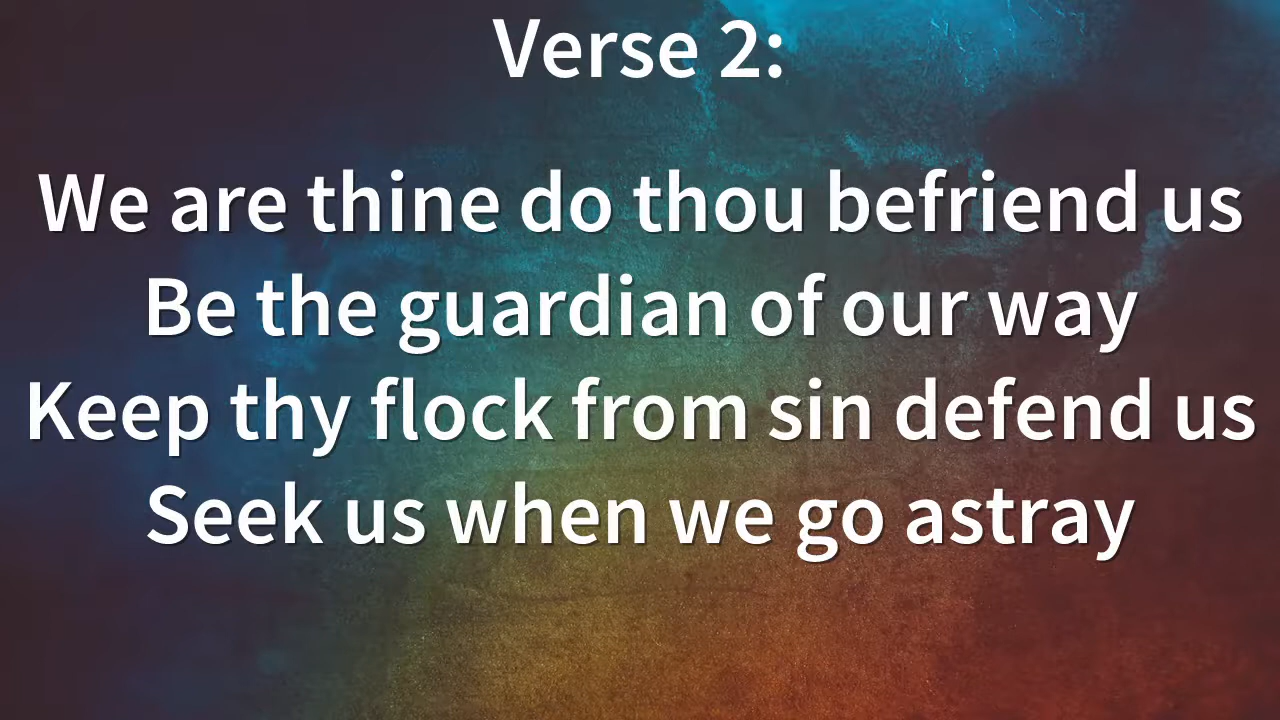 Verse 2:
We are thine do thou befriend us
Be the guardian of our way
Keep thy flock from sin defend us
Seek us when we go astray